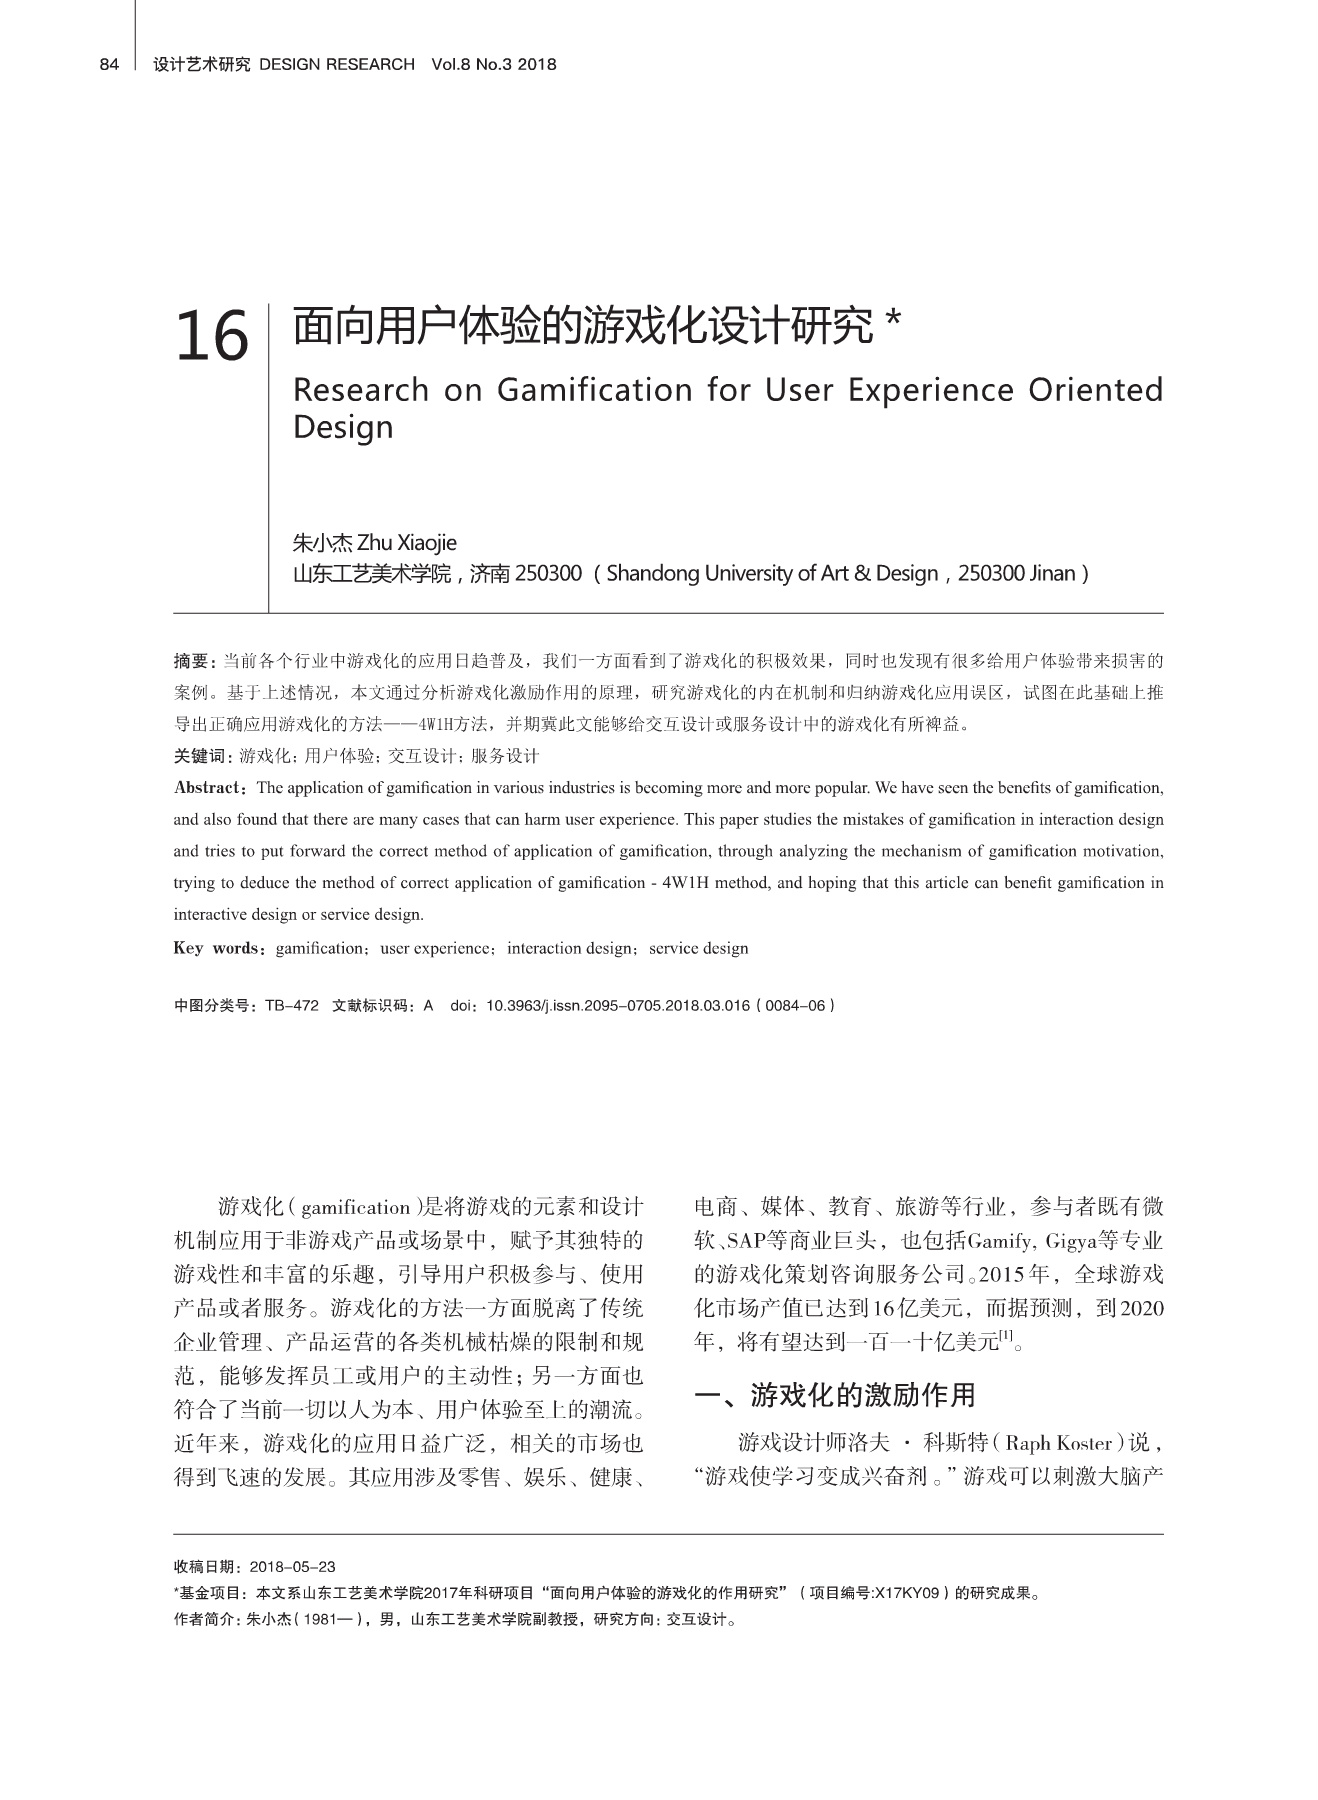 84 设计艺术研究 DESIGN RESEARCH Vol.8 No.3 2018
16
面向用户体验的游戏化设计研究*
Research on Gamification for User Experience Oriented
Design
朱小杰 Zhu Xiaojie
山东工艺美术学院，济南 250300（Shandong University of Art & Design，250300 Jinan）
摘要：当前各个行业中游戏化的应用日趋普及，我们一方面看到了游戏化的积极效果，同时也发现有很多给用户体验带来损害的
案例。基于上述情况，本文通过分析游戏化激励作用的原理，研究游戏化的内在机制和归纳游戏化应用误区，试图在此基础上推
导出正确应用游戏化的方法——4W1H方法，并期冀此文能够给交互设计或服务设计中的游戏化有所裨益。
关键词：游戏化；用户体验；交互设计；服务设计
Abstract：The application of gamification in various industries is becoming more and more popular. We have seen the benefits of gamification,
and also found that there are many cases that can harm user experience. This paper studies the mistakes of gamification in interaction design
and tries to put forward the correct method of application of gamification, through analyzing the mechanism of gamification motivation,
trying to deduce the method of correct application of gamification - 4W1H method, and hoping that this article can benefit gamification in
interactive design or service design.
Key words：gamification；user experience；interaction design；service design
中图分类号：TB–472 文献标识码：A doi：10.3963/j.issn.2095–0705.2018.03.016（0084–06）
游戏化（gamification）是将游戏的元素和设计
机制应用于非游戏产品或场景中，赋予其独特的
游戏性和丰富的乐趣，引导用户积极参与、使用
产品或者服务。游戏化的方法一方面脱离了传统
企业管理、产品运营的各类机械枯燥的限制和规
范，能够发挥员工或用户的主动性；另一方面也
符合了当前一切以人为本、用户体验至上的潮流。
近年来，游戏化的应用日益广泛，相关的市场也
得到飞速的发展。其应用涉及零售、娱乐、健康、
电商、媒体、教育、旅游等行业，参与者既有微
软、SAP等商业巨头，也包括Gamify, Gigya等专业
的游戏化策划咨询服务公司。2015年，全球游戏
化市场产值已达到16亿美元，而据预测，到2020
年，将有望达到一百一十亿美元[1]。
一、游戏化的激励作用
游戏设计师洛夫·科斯特（Raph Koster）说，
“游戏使学习变成兴奋剂。”游戏可以刺激大脑产
收稿日期：2018–05–23
*基金项目：本文系山东工艺美术学院2017年科研项目“面向用户体验的游戏化的作用研究”（项目编号:X17KY09）的研究成果。
作者简介：朱小杰（1981—），男，山东工艺美术学院副教授，研究方向：交互设计。